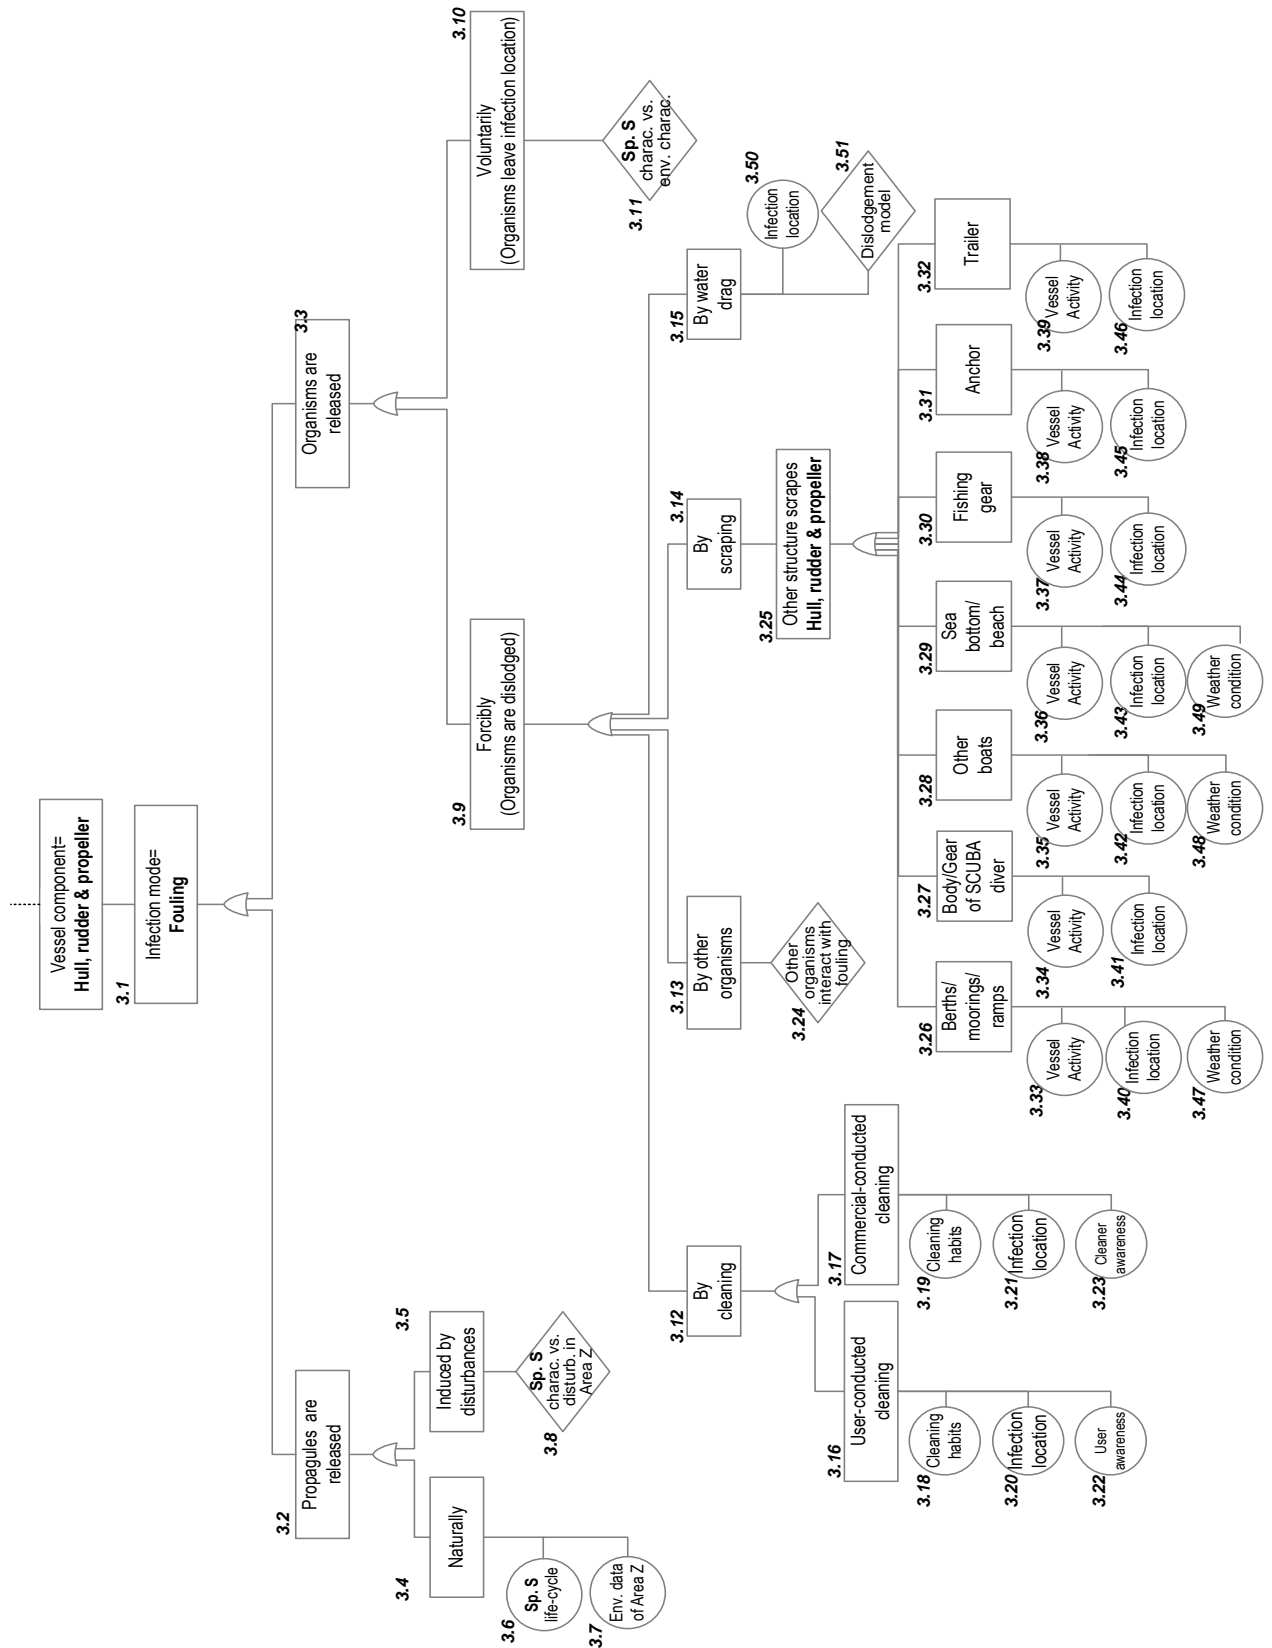 Vessel component=
Hull, rudder & propeller
3.1
Infection mode=
Fouling
3.2
Propagules are
released
3.3
Organisms are
released
3.4
Naturally
3.5
Induced by
disturbances
3.6
Sp. S
life-cycle
3.7
Env. data
of Area Z
3.8
Sp. S
charac. vs.
disturb. in
Area Z
3.9
Forcibly
(Organisms are dislodged)
3.10
Voluntarily
(Organisms leave infection location)
3.11
Sp. S
charac. vs.
env. charac.
3.12
By
cleaning
3.13
By other
organisms
3.14
By
scraping
3.15
By water
drag
3.16
User-conducted
cleaning
3.17
Commercial-conducted
cleaning
3.18
Cleaning
habits
3.19
Cleaning
habits
3.20
Infection
location
3.21
Infection
location
3.22
User
awareness
3.23
Cleaner
awareness
3.24
Other
organisms
interact with
fouling
3.25
Other structure scrapes
Hull, rudder & propeller
3.50
Infection
location
3.51
Dislodgement
model
3.26
Berths/
moorings/
ramps
3.27
Body/Gear
of SCUBA
diver
3.28
Other
boats
3.29
Sea
bottom/
beach
3.30
Fishing
gear
3.31
Anchor
3.32
Trailer
3.33
Vessel
Activity
3.34
Vessel
Activity
3.35
Vessel
Activity
3.36
Vessel
Activity
3.37
Vessel
Activity
3.38
Vessel
Activity
3.39
Vessel
Activity
3.40
Infection
location
3.41
Infection
location
3.42
Infection
location
3.43
Infection
location
3.44
Infection
location
3.45
Infection
location
3.46
Infection
location
3.47
Weather
condition
3.48
Weather
condition
3.49
Weather
condition